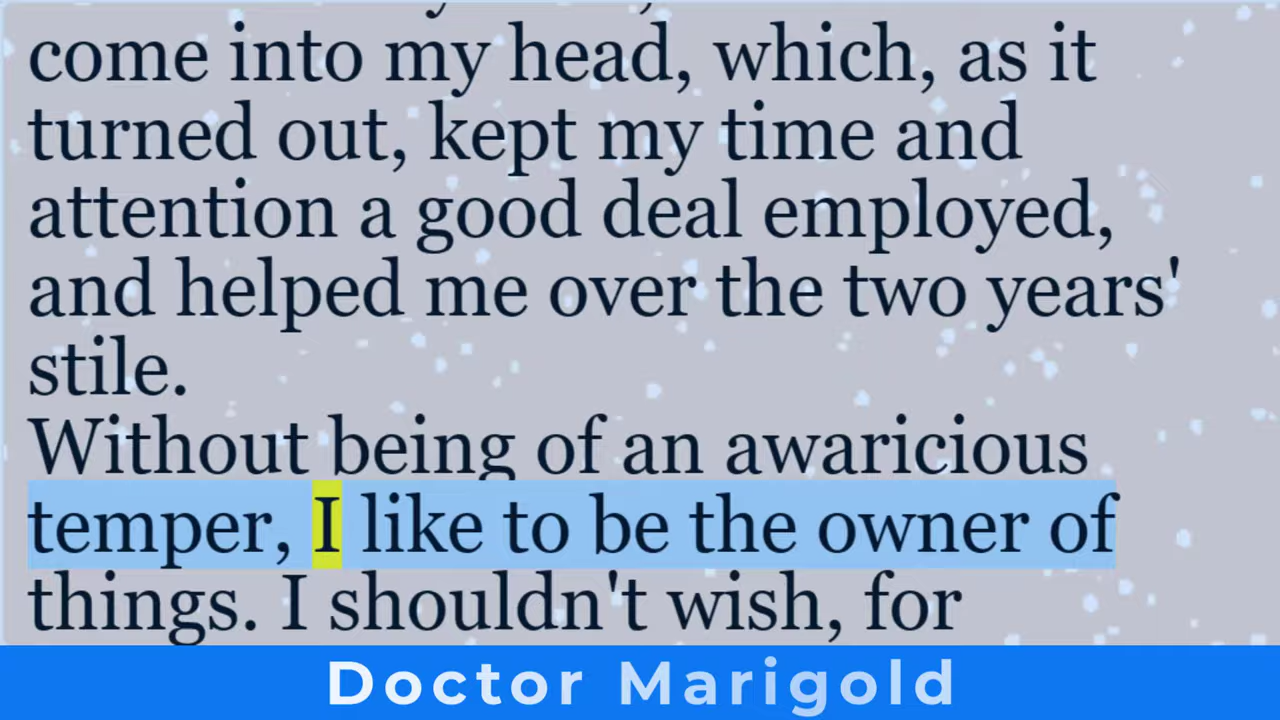 come into my head, which, as it
turned out, kept my time and
attention a good deal employed,
and helped me over the two years'
stile.
Without being of an awaricious
temper, I like to be the owner of
things. I shouldn't wish, for
Doctor Marigold